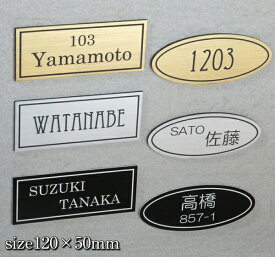 103
Yamamoto
1203
WATANABE
SATO 佐藤
SUZUKI
TANAKA
高橋
857-1
size120×50mm